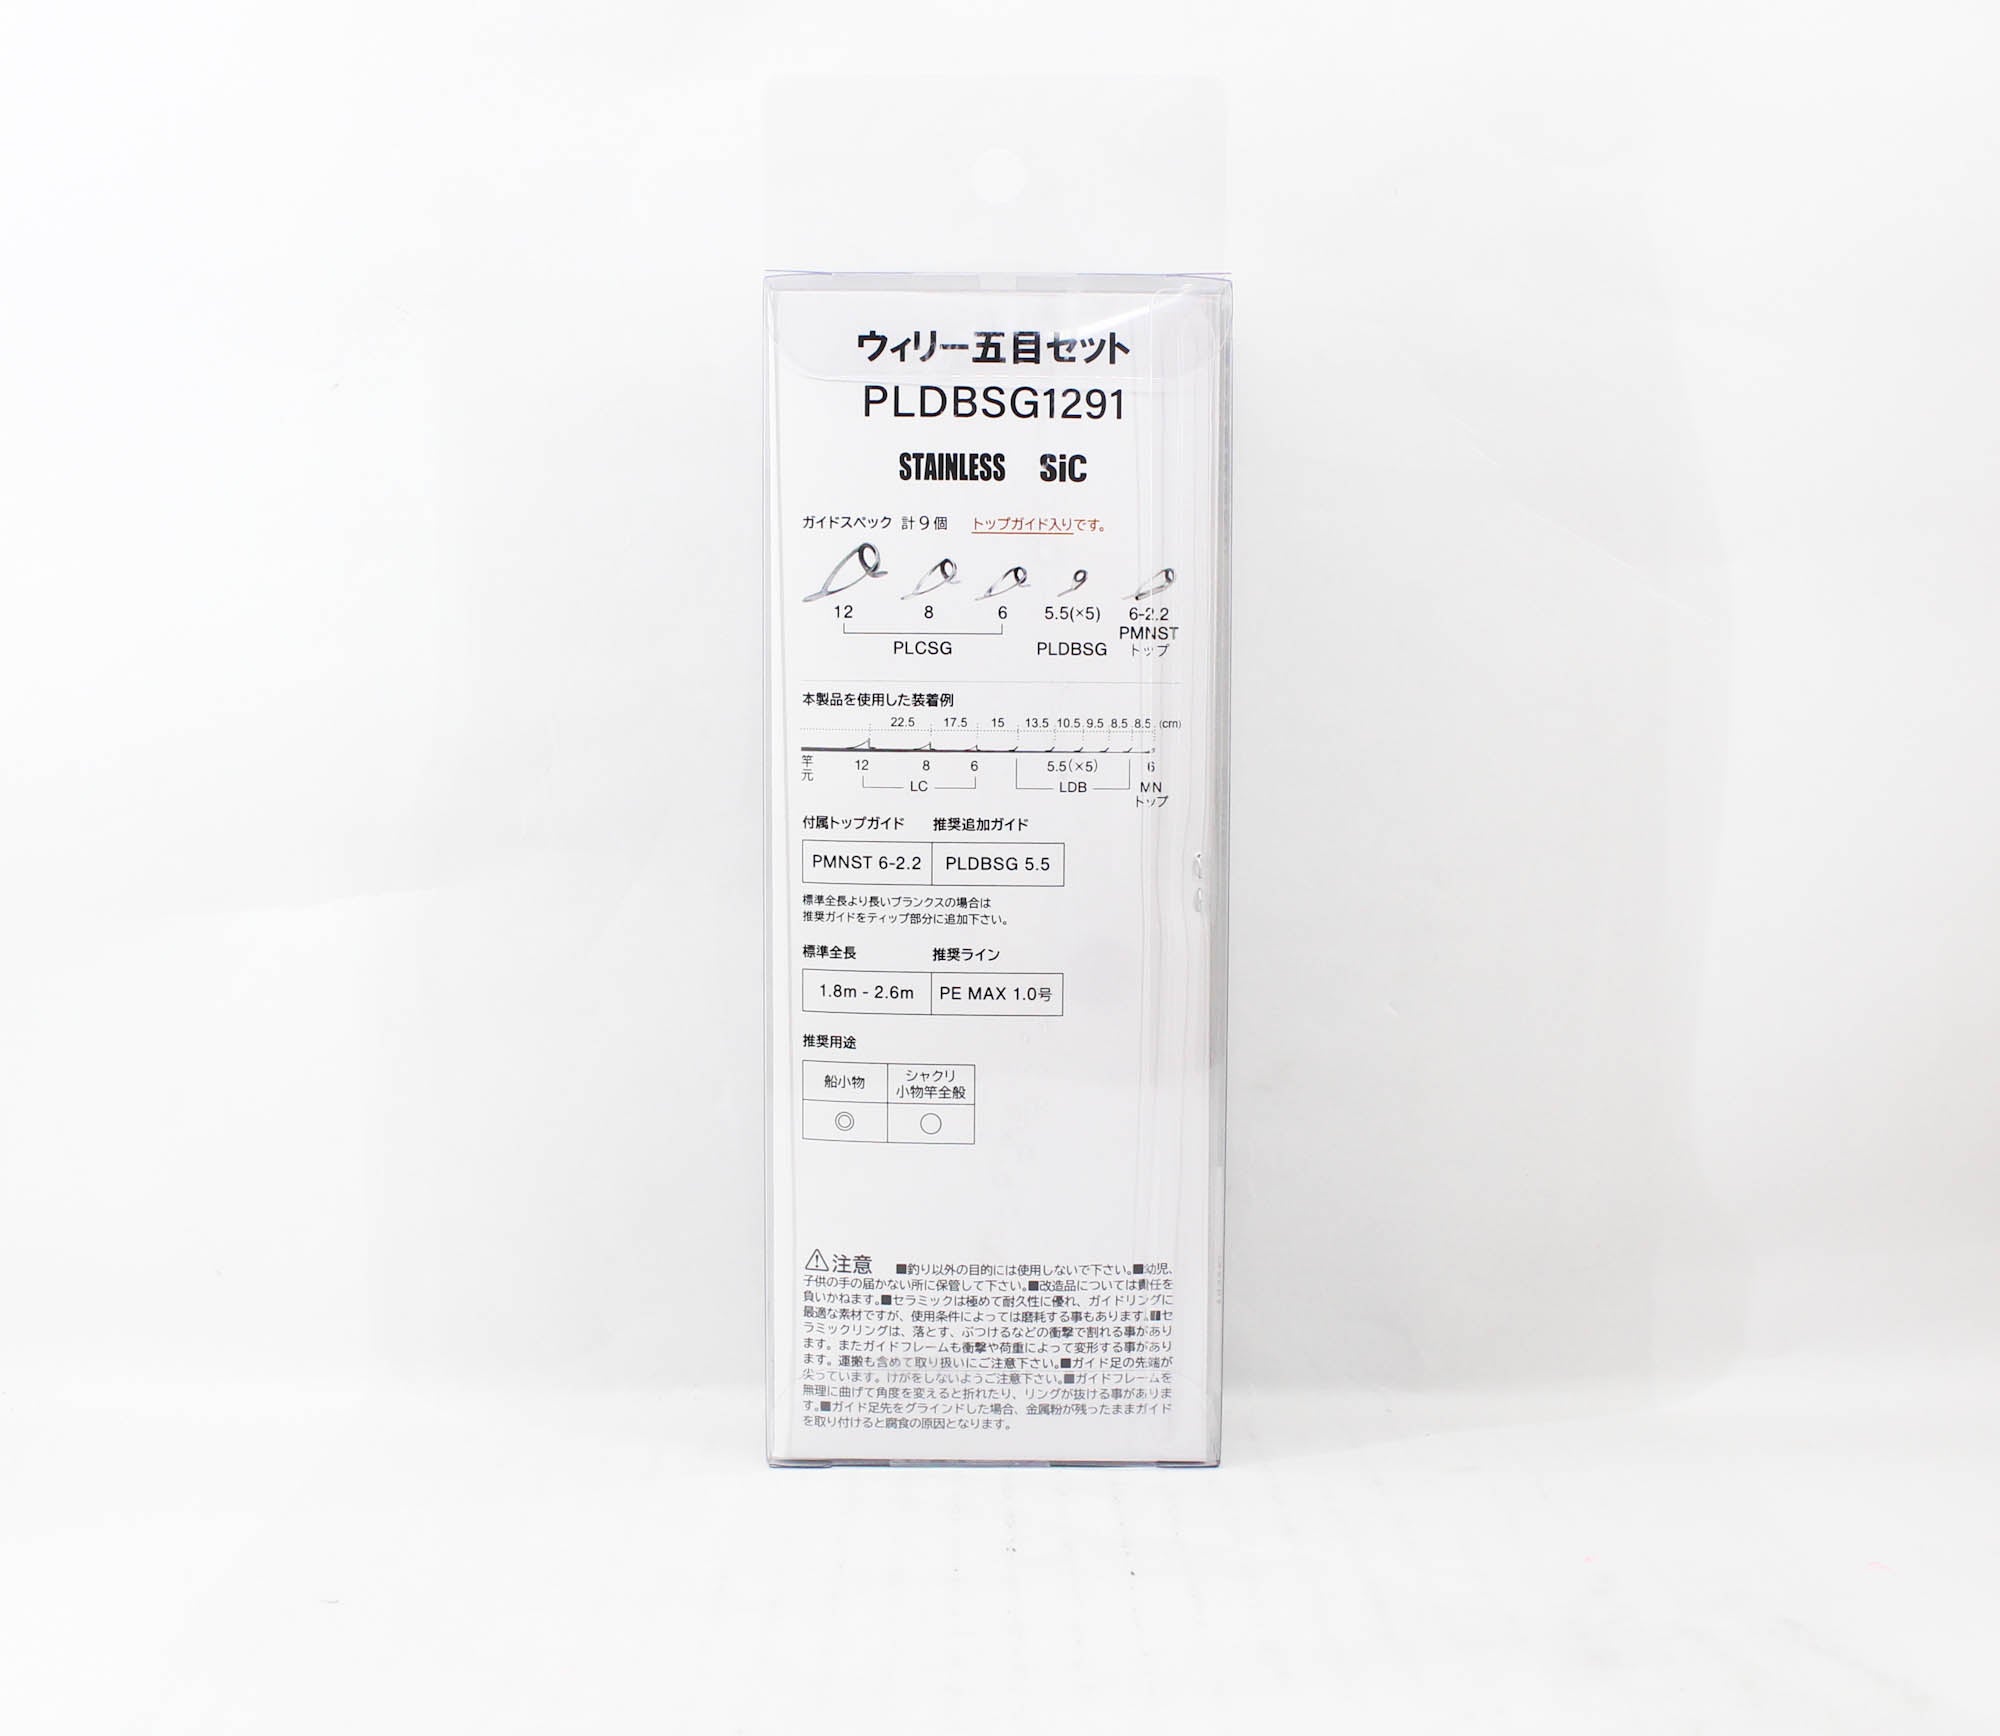 ウィリー五目セット
PLDBSG1291
STAINLESS SiC
ガイドスペック 計9個 トップガイド入りです。
12 8 6 5.5(×5) 6-2.2
PLCSG PLDBSG PMNST
トップ
本製品を使用した装着例
22.5 17.5 15 13.5 10.5 9.5 8.5 8.5 (cm)
竿元 12 8 6 5.5(×5) 6
LC LDB MN
トップ
付属トップガイド 推奨追加ガイド
PMNST 6-2.2 PLDBSG 5.5
標準全長より長いブランクスの場合は
推奨ガイドをティップ部分に追加下さい。
標準全長 推奨ライン
1.8m - 2.6m PE MAX 1.0号
推奨用途
船小物 シャクリ
小物竿全般
◎ ○
⚠注意 ■釣り以外の目的には使用しないで下さい。■幼児、
子供の手の届かない所に保管して下さい。■改造品については責任を
負いかねます。■セラミックは極めて耐久性に優れ、ガイドリングに
最適な素材ですが、使用条件によっては磨耗する事もあります。■セ
ラミックリングは、落とす、ぶつけるなどの衝撃で割れる事があり
ます。またガイドフレームも衝撃や荷重によって変形する事があり
ます。運搬も含めて取り扱いにご注意下さい。■ガイド足の先端が
尖っています。けがをしないようご注意下さい。■ガイドフレームを
無理に曲げて角度を変えると折れたり、リングが抜ける事がありま
す。■ガイド足先をグラインドした場合、金属粉が残ったままガイド
を取り付けると腐食の原因となります。